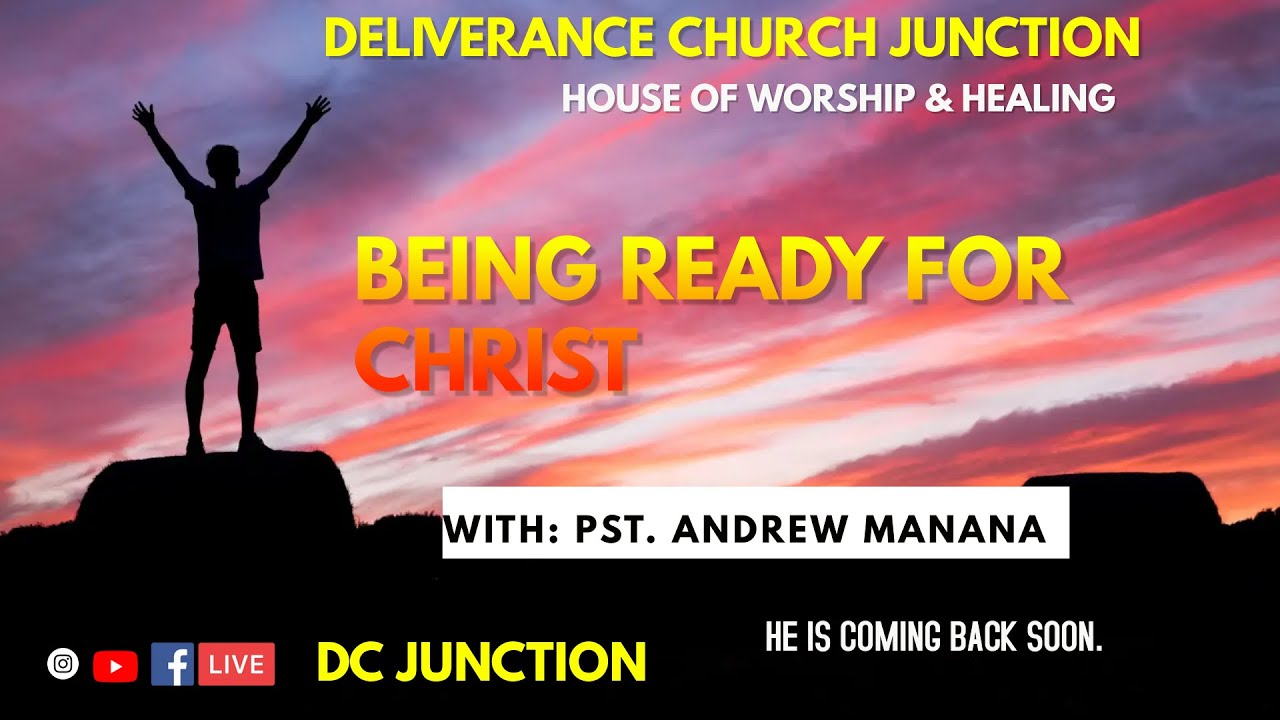 DELIVERANCE CHURCH JUNCTION
HOUSE OF WORSHIP & HEALING
BEING READY FOR
CHRIST
WITH: PST. ANDREW MANANA
HE IS COMING BACK SOON.
f LIVE
DC JUNCTION